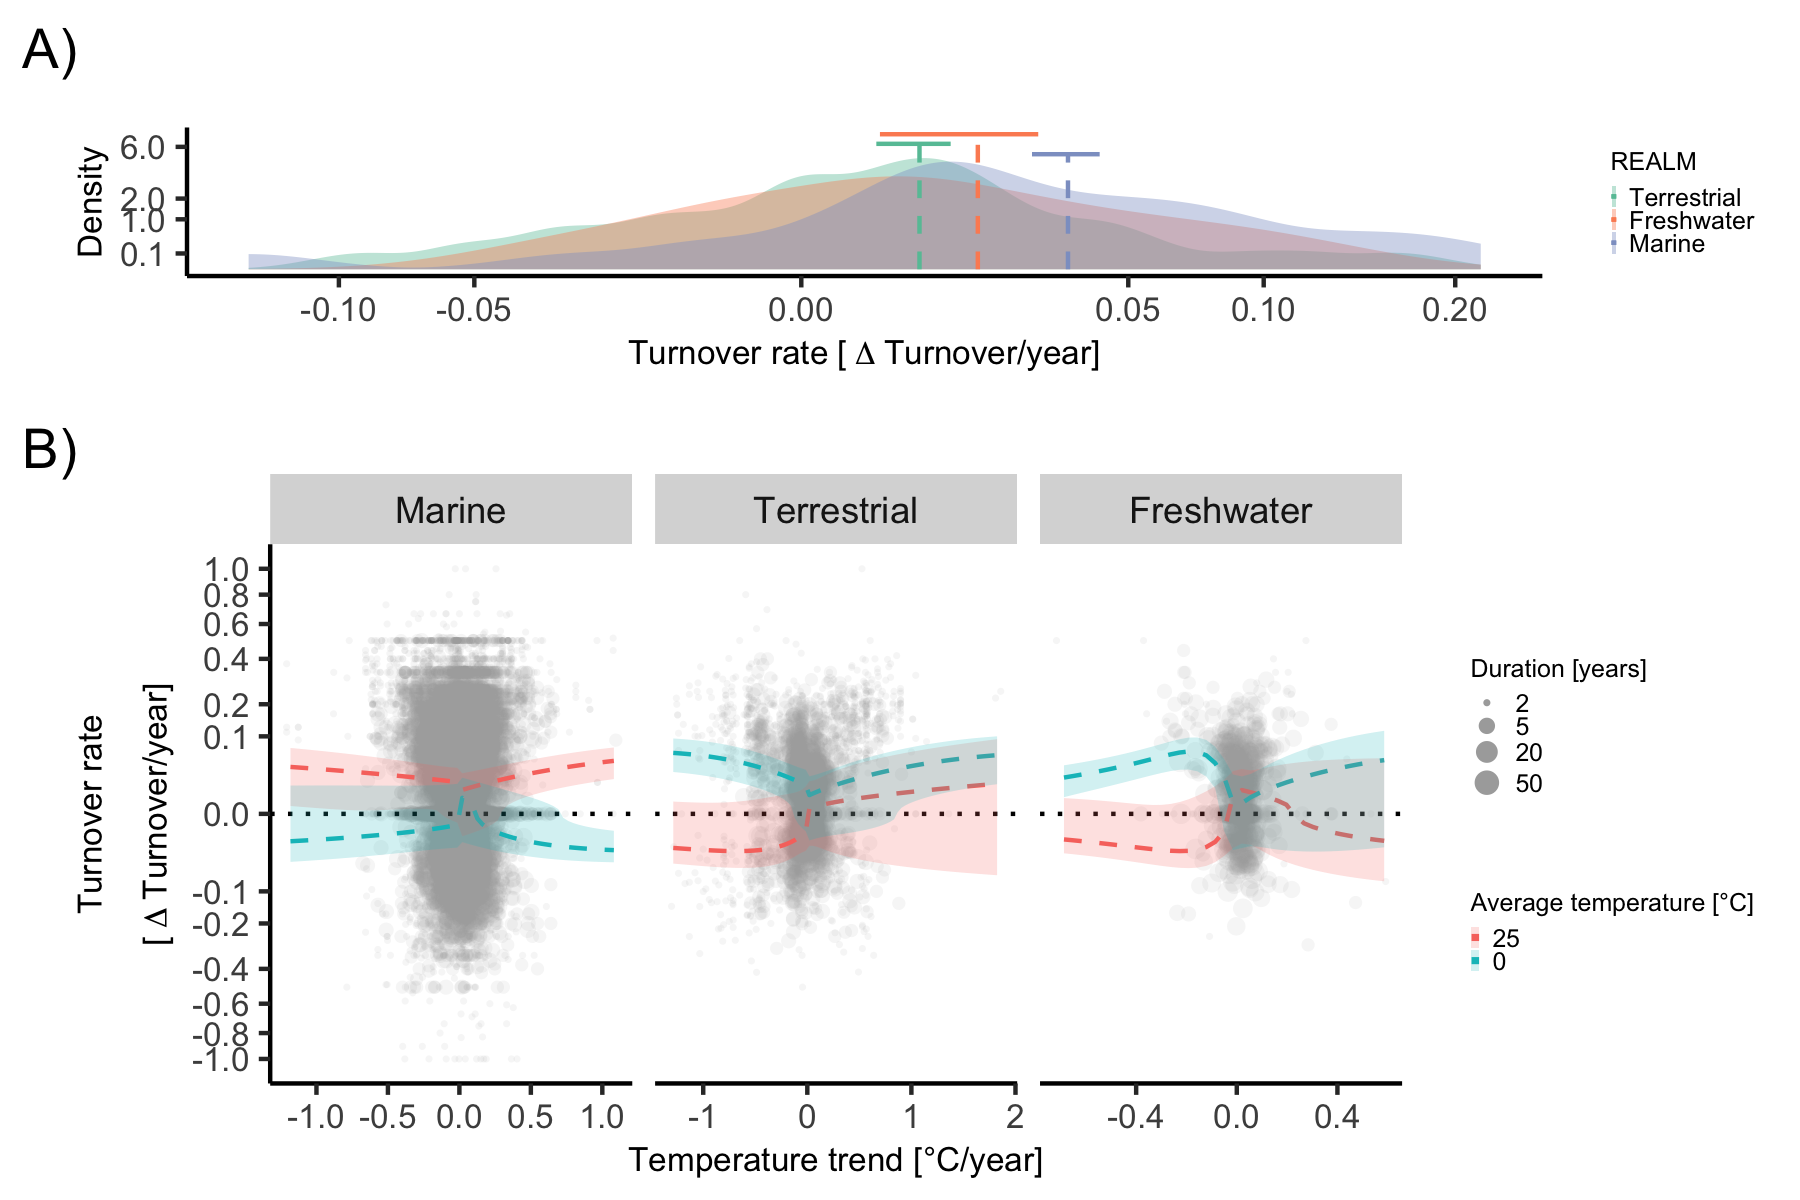 A)
Density
6.0
2.0
1.0
0.1
-0.10 -0.05 0.00 0.05 0.10 0.20
Turnover rate [ Δ Turnover/year]
REALM
Terrestrial
Freshwater
Marine
B)
Marine Terrestrial Freshwater
Turnover rate
[ Δ Turnover/year]
1.0
0.8
0.6
0.4
0.2
0.1
0.0
-0.1
-0.2
-0.4
-0.6
-0.8
-1.0
-1.0 -0.5 0.0 0.5 1.0 -1 0 1 2 -0.4 0.0 0.4
Temperature trend [°C/year]
Duration [years]
2
5
20
50
Average temperature [°C]
25
0